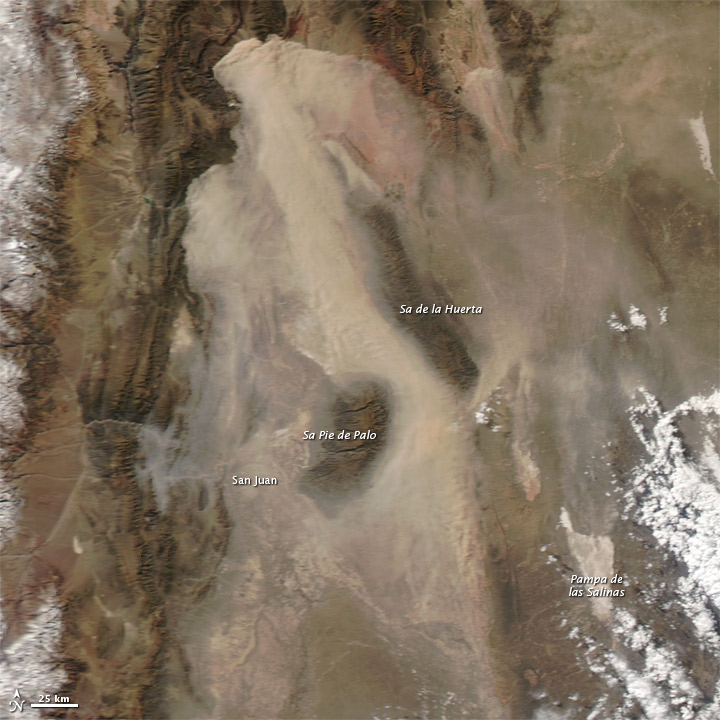 Sa de la Huerta
Sa Pie de Palo
San Juan
Pampa de
las Salinas
N
25 km